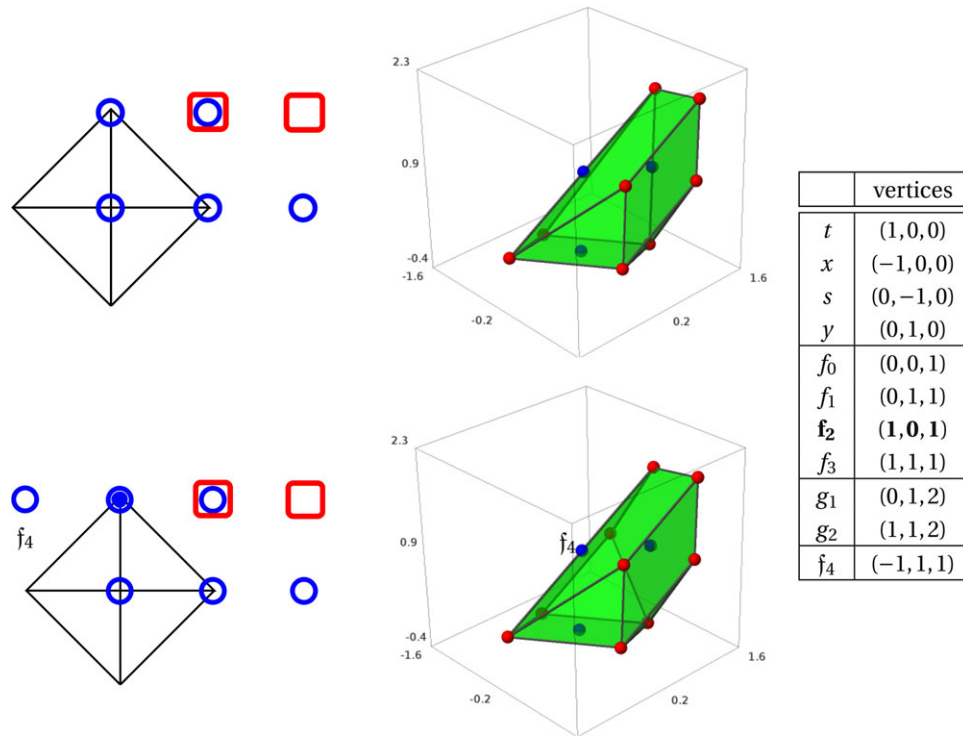 2.3
0.9
-0.4
-1.6
-0.2
0.2
1.6
𝔣₄
2.3
0.9
𝔣₄
-0.4
-1.6
-0.2
0.2
1.6
vertices
t (1,0,0)
x (−1,0,0)
s (0,−1,0)
y (0,1,0)
f₀ (0,0,1)
f₁ (0,1,1)
f₂ (1,0,1)
f₃ (1,1,1)
g₁ (0,1,2)
g₂ (1,1,2)
𝔣₄ (−1,1,1)